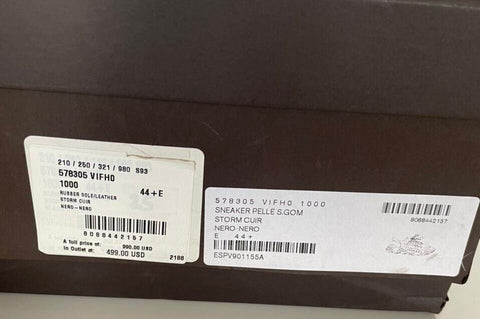 210 / 250 / 321 / 980 S93
578305 VIFH0
1000 44+E
RUBBER SOLE/LEATHER
STORM CUIR
NERO-NERO
8088442157
A full price of: 990.00 USD
In Outlet at: 499.00 USD 2186
578305 VIFH0 1000
SNEAKER PELLE S.GOM
STORM CUIR
NERO-NERO
E 44+
ESPV901155A
8088442157